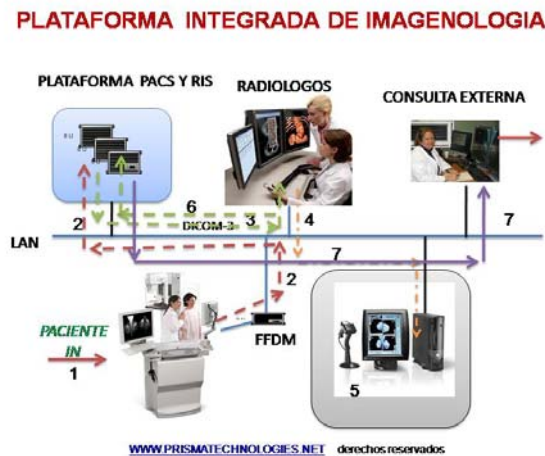 PLATAFORMA INTEGRADA DE IMAGENOLOGIA
PLATAFORMA PACS Y RIS
RADIOLOGOS
CONSULTA EXTERNA
6
2
3
4
7
DICOM-3
LAN
7
2
PACIENTE
IN
1
FFDM
5
WWW.PRISMATECHNOLOGIES.NET derechos reservados